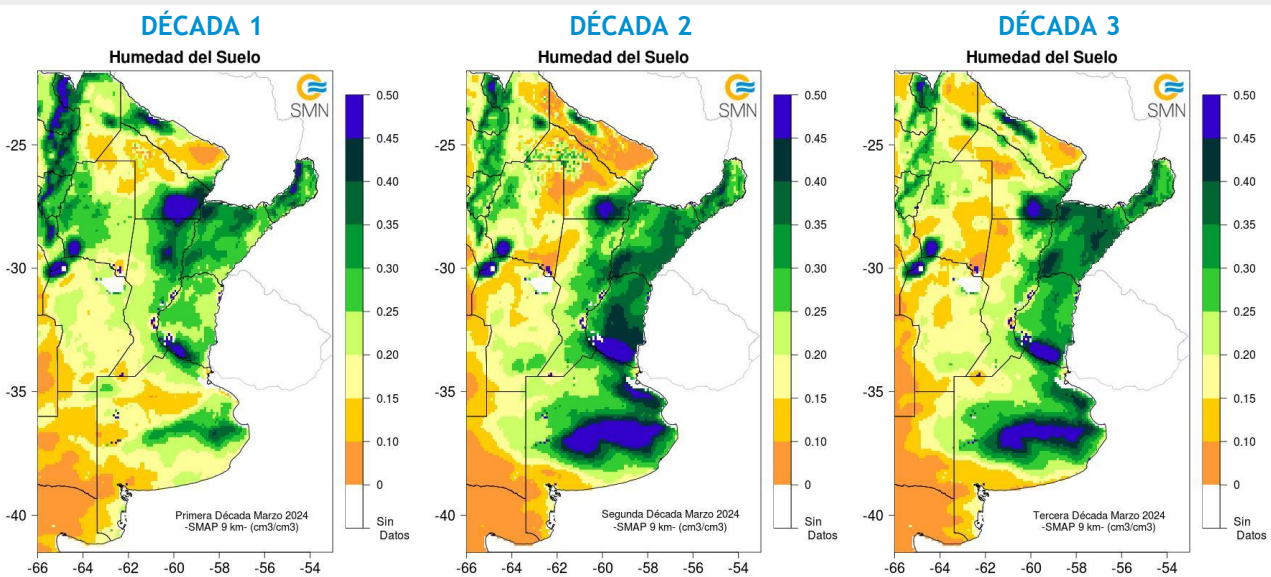 DÉCADA 1
Humedad del Suelo
SMN
-25
-30
-35
-40
-66 -64 -62 -60 -58 -56 -54
0.50
0.45
0.40
0.35
0.30
0.25
0.20
0.15
0.10
0
Sin
Datos
Primera Década Marzo 2024
-SMAP 9 km- (cm3/cm3)
DÉCADA 2
Humedad del Suelo
SMN
-25
-30
-35
-40
-66 -64 -62 -60 -58 -56 -54
0.50
0.45
0.40
0.35
0.30
0.25
0.20
0.15
0.10
0
Sin
Datos
Segunda Década Marzo 2024
-SMAP 9 km- (cm3/cm3)
DÉCADA 3
Humedad del Suelo
SMN
-25
-30
-35
-40
-66 -64 -62 -60 -58 -56 -54
0.50
0.45
0.40
0.35
0.30
0.25
0.20
0.15
0.10
0
Sin
Datos
Tercera Década Marzo 2024
-SMAP 9 km- (cm3/cm3)